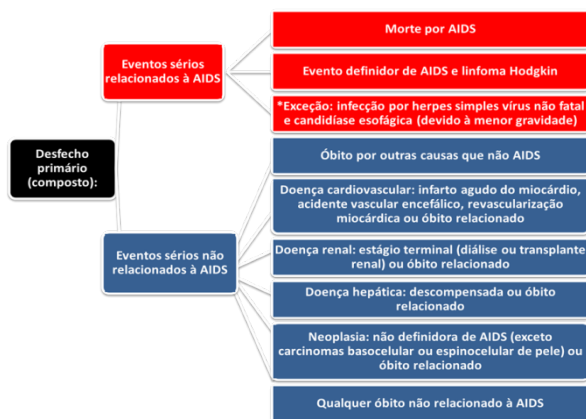 Desfecho
primário
(composto):
Eventos sérios
relacionados à AIDS
Morte por AIDS
Evento definidor de AIDS e linfoma Hodgkin
*Exceção: infecção por herpes simples vírus não fatal
e candidíase esofágica (devido à menor gravidade)
Eventos sérios não
relacionados à AIDS
Óbito por outras causas que não AIDS
Doença cardiovascular: infarto agudo do miocárdio,
acidente vascular encefálico, revascularização
miocárdica ou óbito relacionado
Doença renal: estágio terminal (diálise ou transplante
renal) ou óbito relacionado
Doença hepática: descompensada ou óbito
relacionado
Neoplasia: não definidora de AIDS (exceto
carcinomas basocelular ou espinocelular de pele) ou
óbito relacionado
Qualquer óbito não relacionado à AIDS